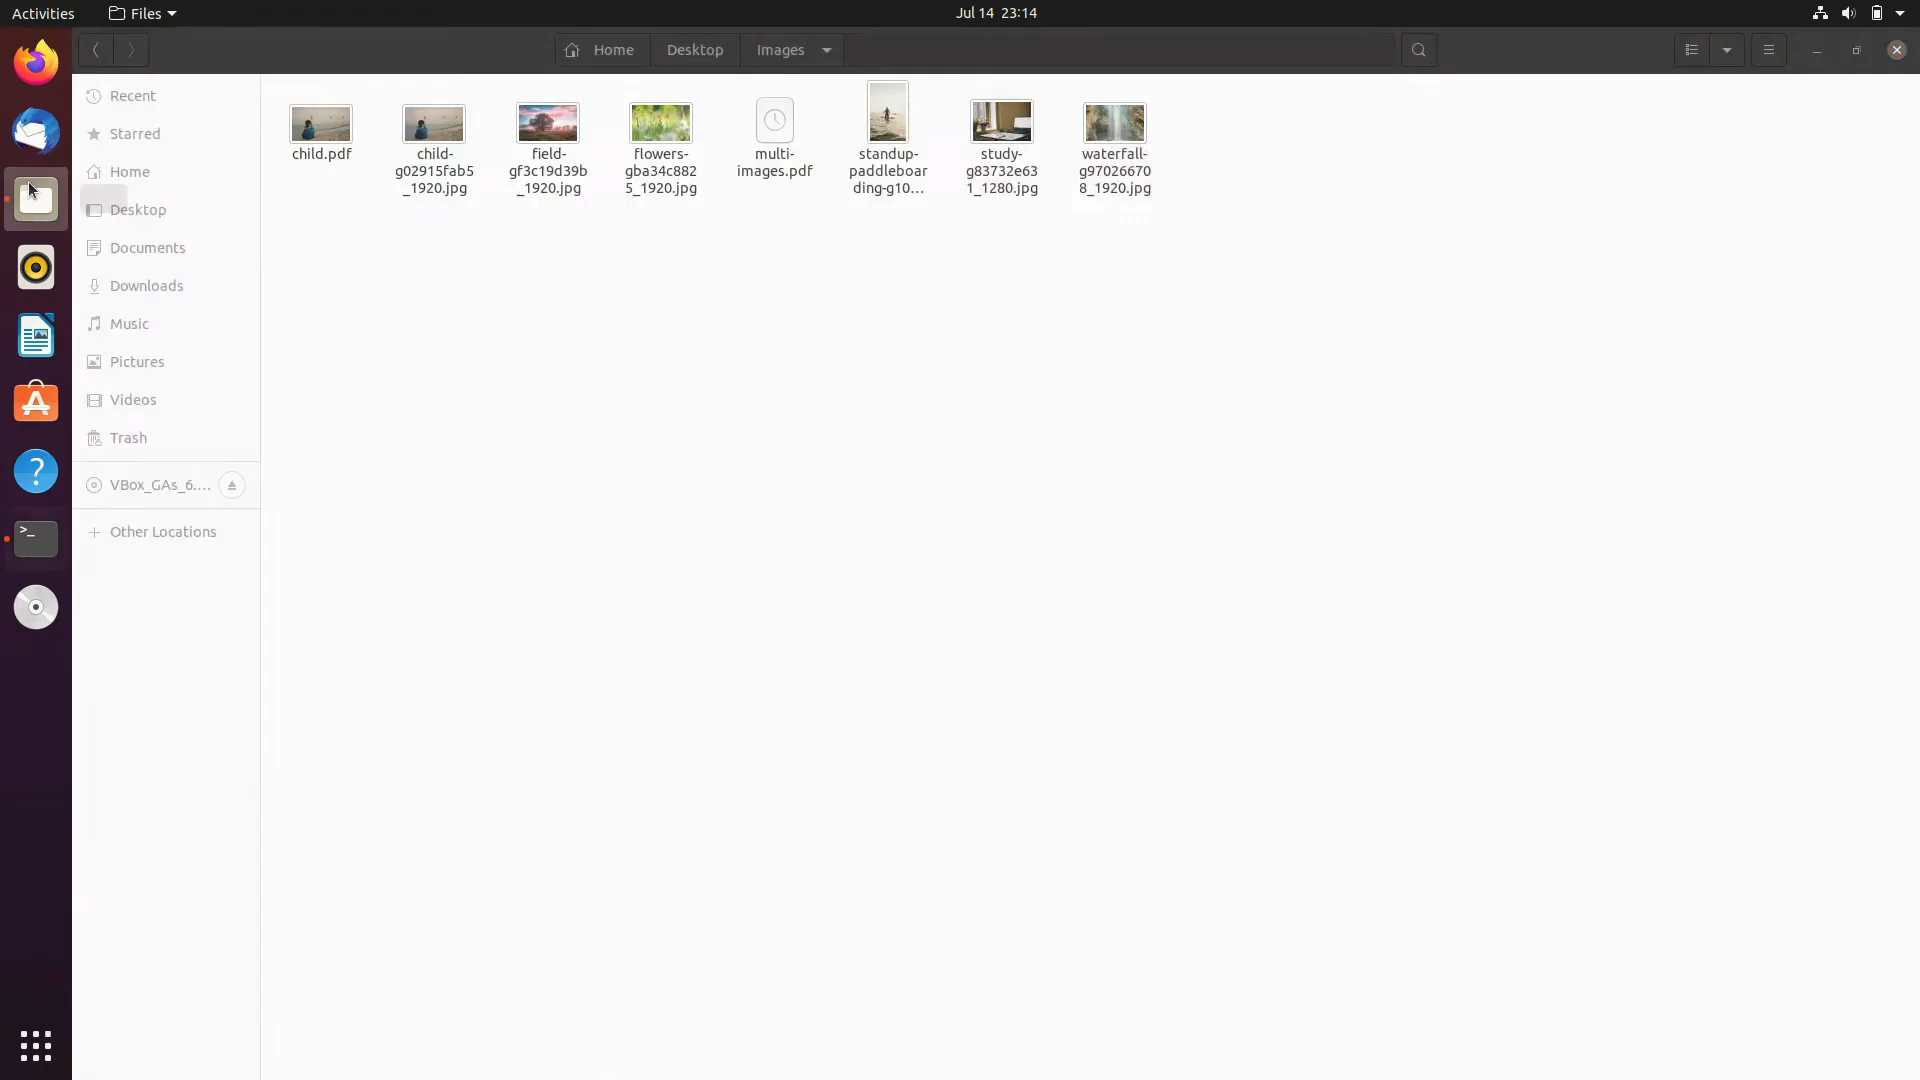 Activities
Files
Jul 14 23:14
Home
Desktop
Images
Recent
Starred
Home
Desktop
Documents
Downloads
Music
Pictures
Videos
Trash
VBox_GAs_6....
Other Locations
child.pdf
child-
g02915fab5
_1920.jpg
field-
gf3c19d39b
_1920.jpg
flowers-
gba34c882
5_1920.jpg
multi-
images.pdf
standup-
paddleboar
ding-g10...
study-
g83732e63
1_1280.jpg
waterfall-
g97026670
8_1920.jpg